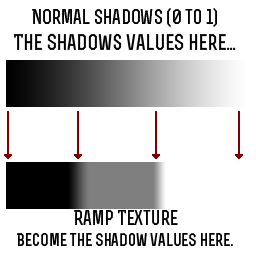 NORMAL SHADOWS (0 TO 1)
THE SHADOWS VALUES HERE...
RAMP TEXTURE
BECOME THE SHADOW VALUES HERE.